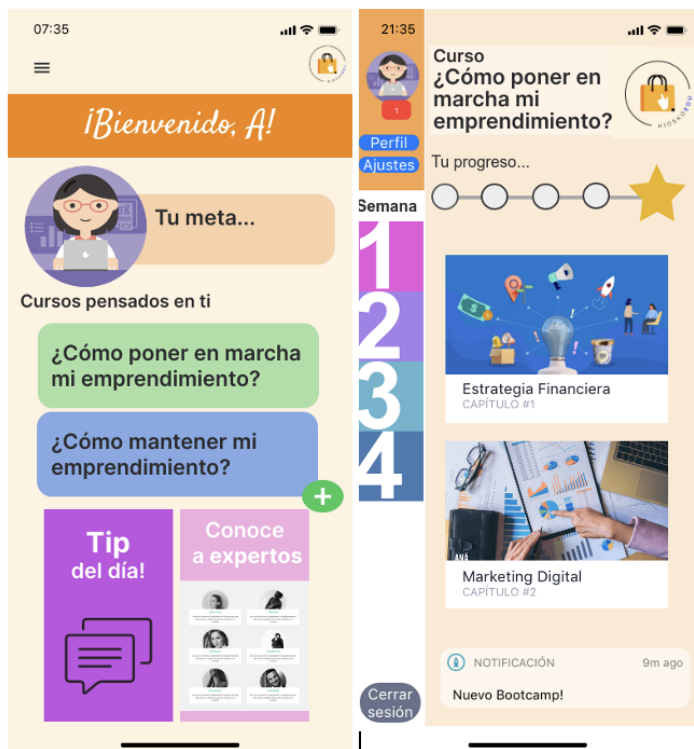 07:35
¡Bienvenido, A!
Tu meta...
Cursos pensados en ti
¿Cómo poner en marcha
mi emprendimiento?
¿Cómo mantener mi
emprendimiento?
+
Tip
del día!
Conoce
a expertos
21:35
1
Perfil
Ajustes
Semana
1
2
3
4
Cerrar
sesión
Curso
¿Cómo poner en
marcha mi
emprendimiento?
KIOSKOEDU
Tu progreso...
Estrategia Financiera
CAPÍTULO #1
Marketing Digital
CAPÍTULO #2
NOTIFICACIÓN
9m ago
Nuevo Bootcamp!